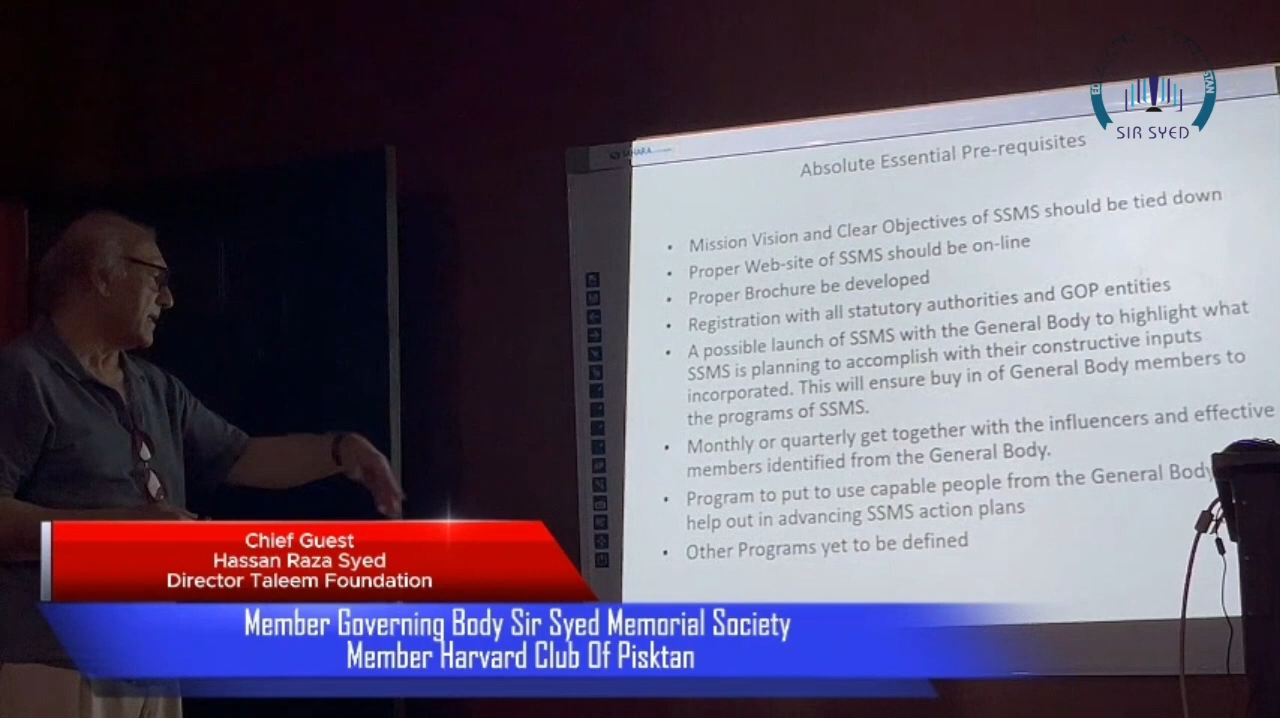 SIR SYED
Absolute Essential Pre-requisites
• Mission Vision and Clear Objectives of SSMS should be tied down
• Proper Web-site of SSMS should be on-line
• Proper Brochure be developed
• Registration with all statutory authorities and GOP entities
• A possible launch of SSMS with the General Body to highlight what
SSMS is planning to accomplish with their constructive inputs
incorporated. This will ensure buy in of General Body members to
the programs of SSMS.
• Monthly or quarterly get together with the influencers and effective
members identified from the General Body.
• Program to put to use capable people from the General Body
help out in advancing SSMS action plans
• Other Programs yet to be defined
Chief Guest
Hassan Raza Syed
Director Taleem Foundation
Member Governing Body Sir Syed Memorial Society
Member Harvard Club Of Pisktan